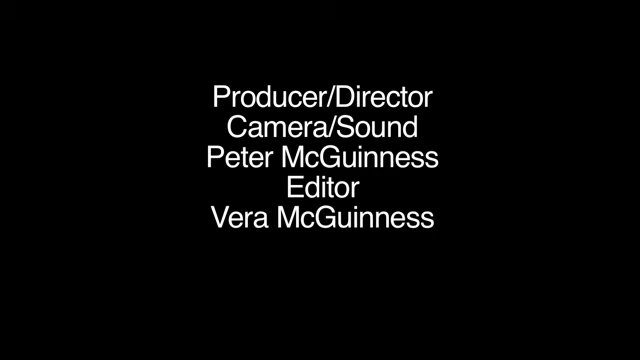 Producer/Director
Camera/Sound
Peter McGuinness
Editor
Vera McGuinness